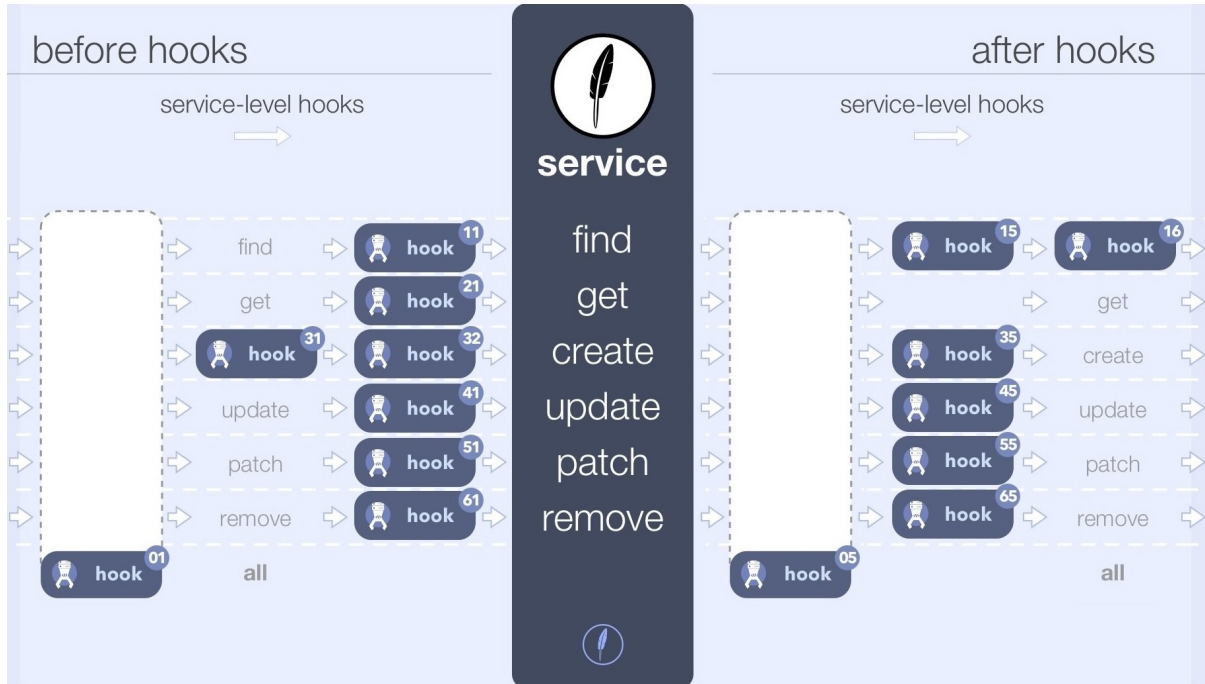 before hooks
service-level hooks
service
after hooks
service-level hooks
find
hook 11
find
hook 15
hook 16
get
hook 21
get
get
hook 31
hook 32
create
hook 35
create
update
hook 41
update
hook 45
update
patch
hook 51
patch
hook 55
patch
remove
hook 61
remove
hook 65
remove
hook 01
all
hook 05
all